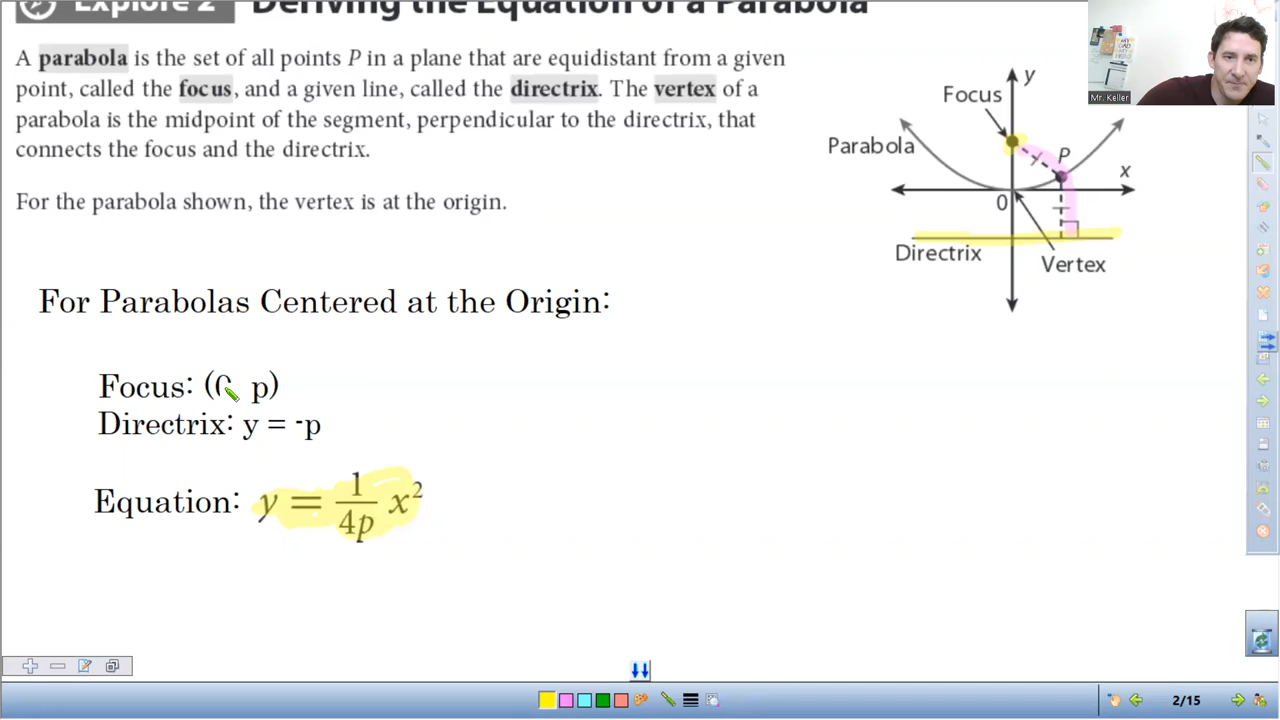 Explore 2 Deriving the Equation of a Parabola
A parabola is the set of all points P in a plane that are equidistant from a given
point, called the focus, and a given line, called the directrix. The vertex of a
parabola is the midpoint of the segment, perpendicular to the directrix, that
connects the focus and the directrix.
For the parabola shown, the vertex is at the origin.
y
Focus
Parabola
P
x
0
Directrix
Vertex
Mr. Keller
For Parabolas Centered at the Origin:
Focus: (0, p)
Directrix: y = -p
Equation: y = 1/4p x²
2/15